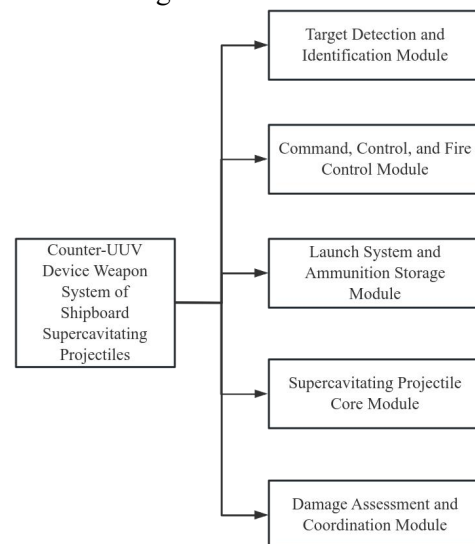 Target Detection and
Identification Module
Command, Control, and Fire
Control Module
Counter-UUV
Device Weapon
System of
Shipboard
Supercavitating
Projectiles
Launch System and
Ammunition Storage
Module
Supercavitating Projectile
Core Module
Damage Assessment and
Coordination Module